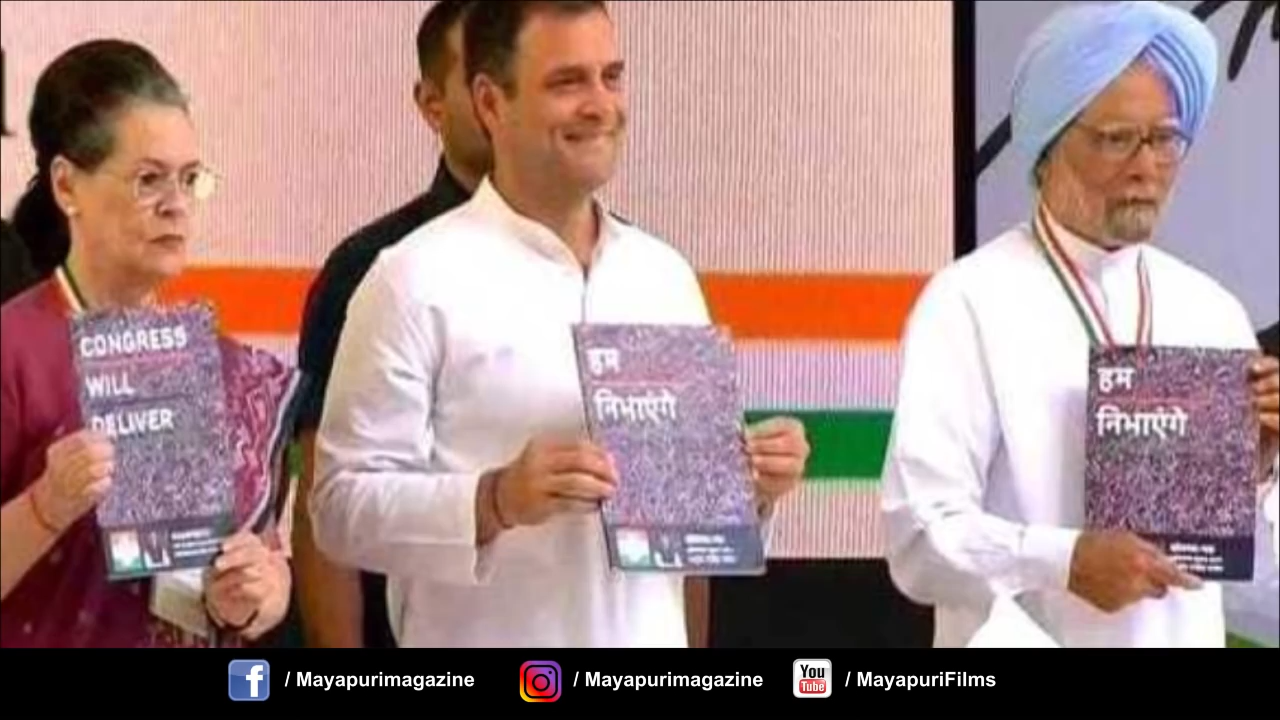 CONGRESS
WILL
DELIVER
हम
निभाएंगे
हम
निभाएंगे
/ Mayapurimagazine
/ Mayapurimagazine
You
Tube
/ MayapuriFilms